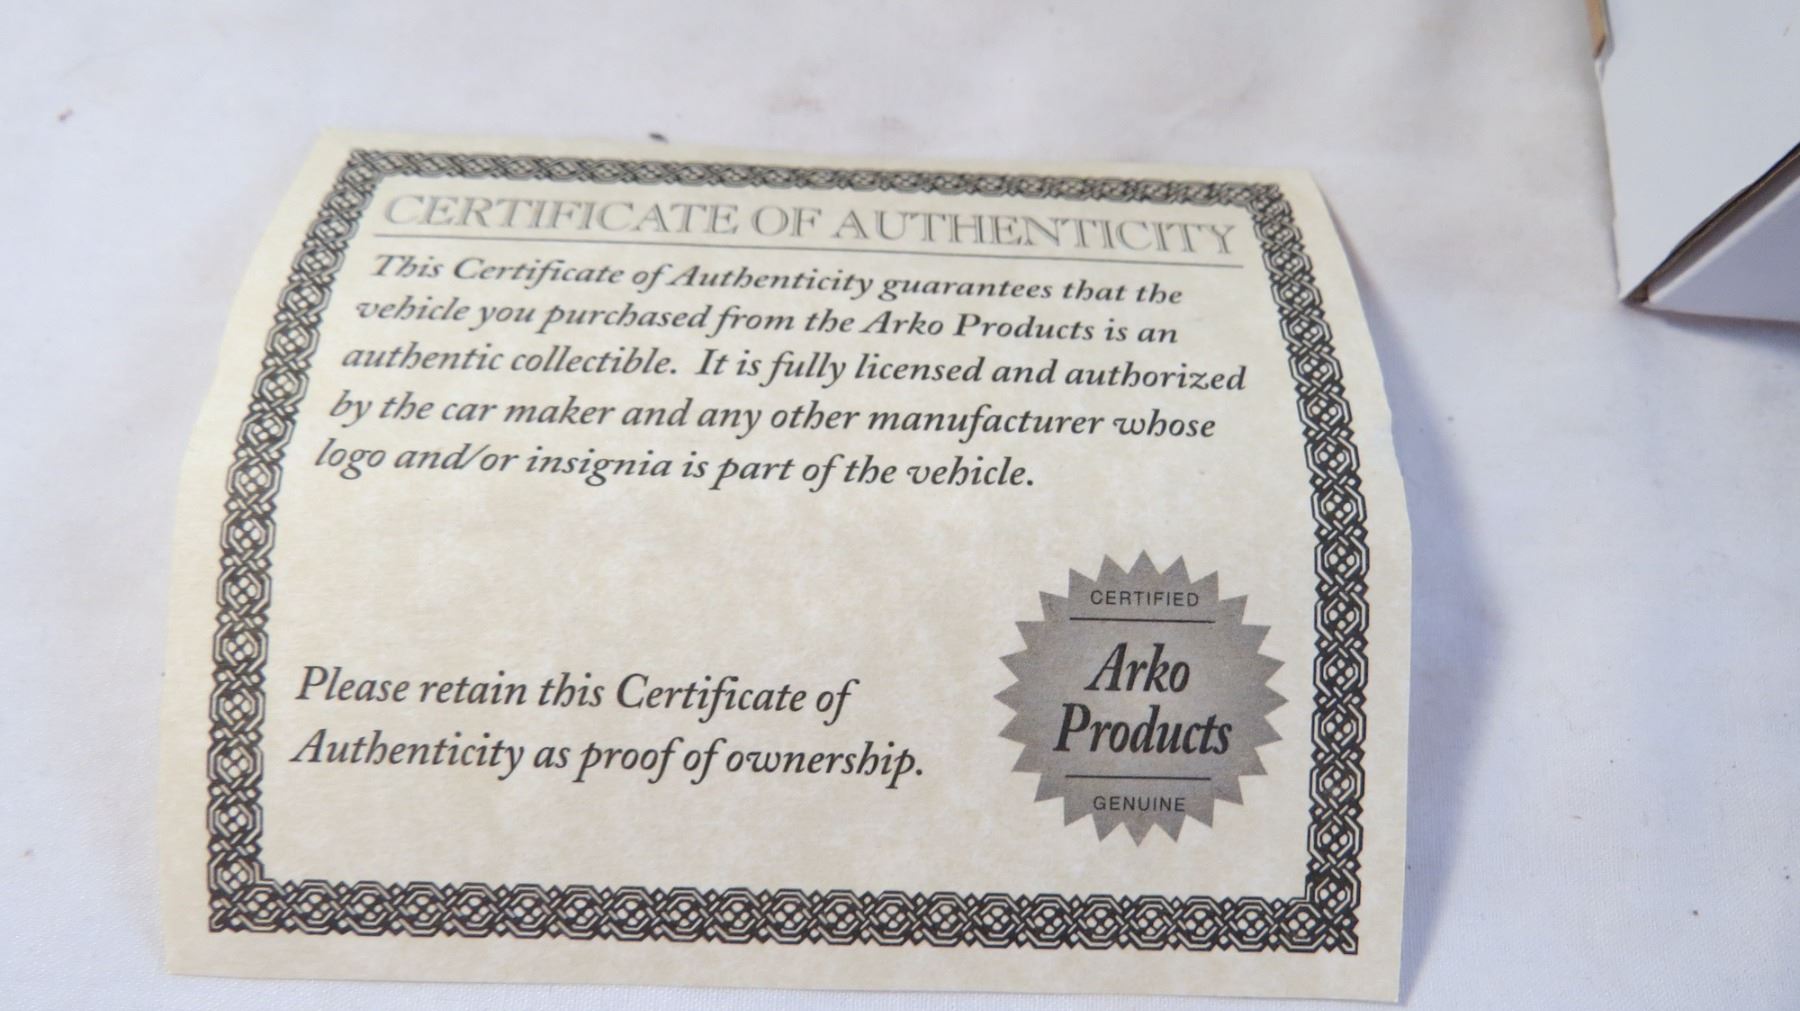 CERTIFICATE OF AUTHENTICITY
This Certificate of Authenticity guarantees that the
vehicle you purchased from the Arko Products is an
authentic collectible. It is fully licensed and authorized
by the car maker and any other manufacturer whose
logo and/or insignia is part of the vehicle.
Please retain this Certificate of
Authenticity as proof of ownership.
CERTIFIED
Arko
Products
GENUINE